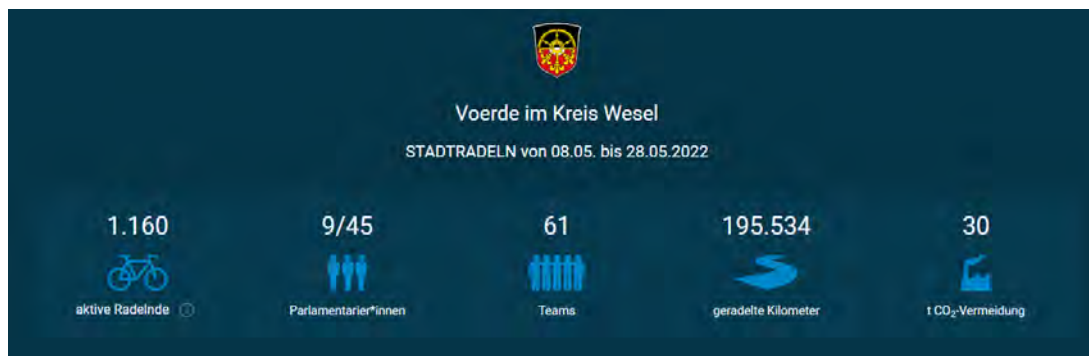 Voerde im Kreis Wesel
STADTRADELN von 08.05. bis 28.05.2022
1.160 9/45 61 195.534 30
aktive Radelnde ⓘ Parlamentarier*innen Teams geradelte Kilometer t CO₂-Vermeidung